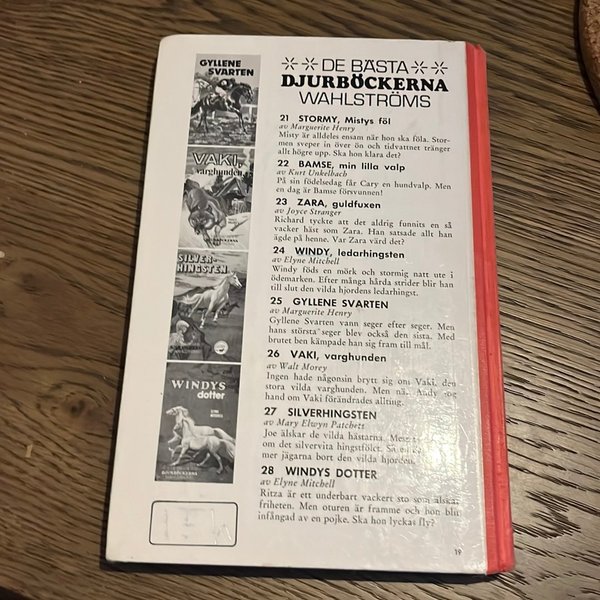 GYLLENE
SVARTEN
VAKI,
varghunden
SILVER-
HINGSTEN
WINDYS
dotter
DE BÄSTA
DJURBÖCKERNA
WAHLSTRÖMS
21 STORMY, Mistys föl
av Marguerite Henry
Misty är alldeles ensam när hon ska föla. Stor-
men sveper in över ön och tidvattnet tränger
allt högre upp. Ska hon klara det?
22 BAMSE, min lilla valp
av Kurt Unkelbach
På sin födelsedag får Cary en hundvalp. Men
en dag är Bamse försvunnen!
23 ZARA, guldfuxen
av Joyce Stranger
Richard tyckte att det aldrig funnits en så
vacker häst som Zara. Han satsade allt han
ägde på henne. Var Zara värd det?
24 WINDY, ledarhingsten
av Elyne Mitchell
Windy föds en mörk och stormig natt ute i
ödemarken. Efter många hårda strider blir han
till slut den vilda hjordens ledarhingst.
25 GYLLENE SVARTEN
av Marguerite Henry
Gyllene Svarten vann seger efter seger. Men
hans största seger blev också den sista. Med
brutet ben kämpade han sig fram till mål.
26 VAKI, varghunden
av Walt Morey
Ingen hade någonsin brytt sig om Vaki, den
stora vilda varghunden. Men nä Andy tog
hand om Vaki förändrades allting.
27 SILVERHINGSTEN
av Mary Elwyn Patchett
Joe älskar de vilda hästarna. Mest
om det silvervita hingstfölet. Så en
mer jägarna bort den vilda hjorden
28 WINDYS DOTTER
av Elyne Mitchell
Ritza är ett underbart vackert sto som älskar
friheten. Men oturen är framme och hon blir
infångad av en pojke. Ska hon lyckas fly?
19